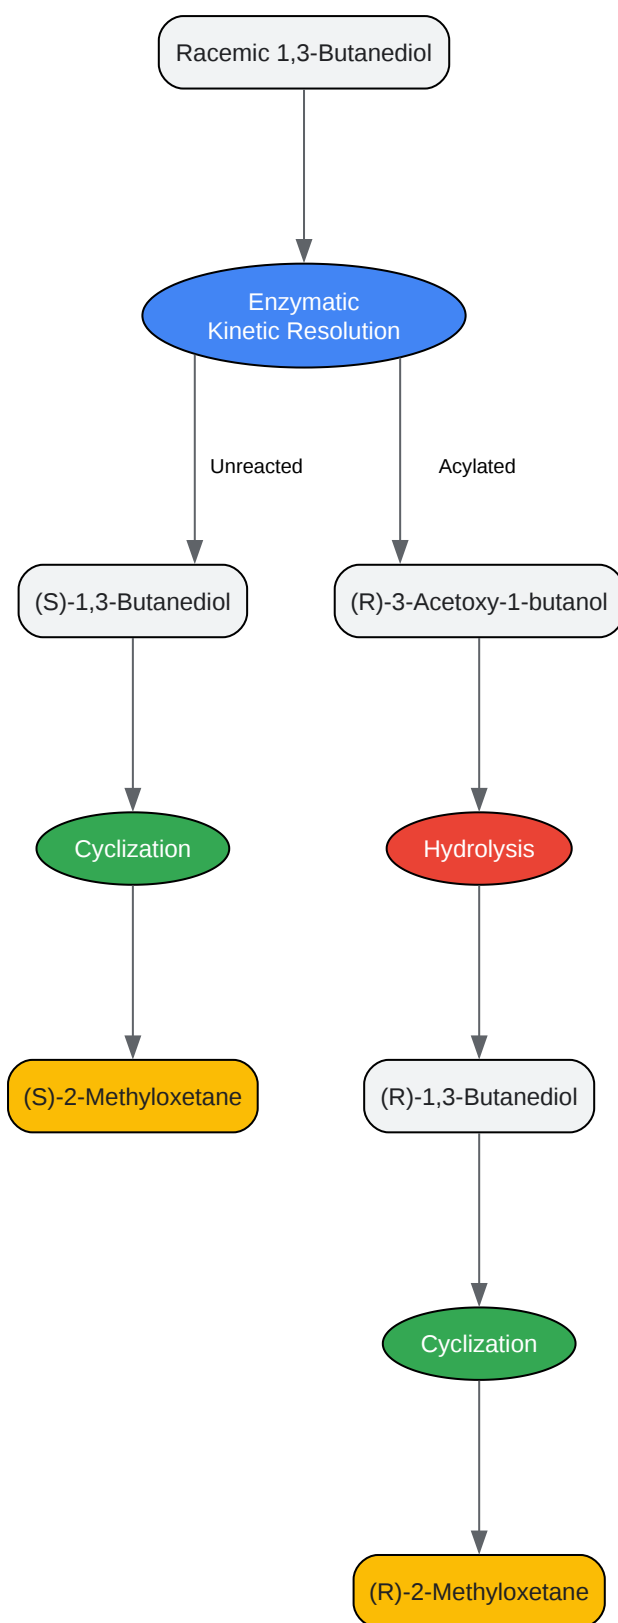 Racemic 1,3-Butanediol
Enzymatic
Kinetic Resolution
Unreacted
Acylated
(S)-1,3-Butanediol
(R)-3-Acetoxy-1-butanol
Cyclization
Hydrolysis
(S)-2-Methyloxetane
(R)-1,3-Butanediol
Cyclization
(R)-2-Methyloxetane